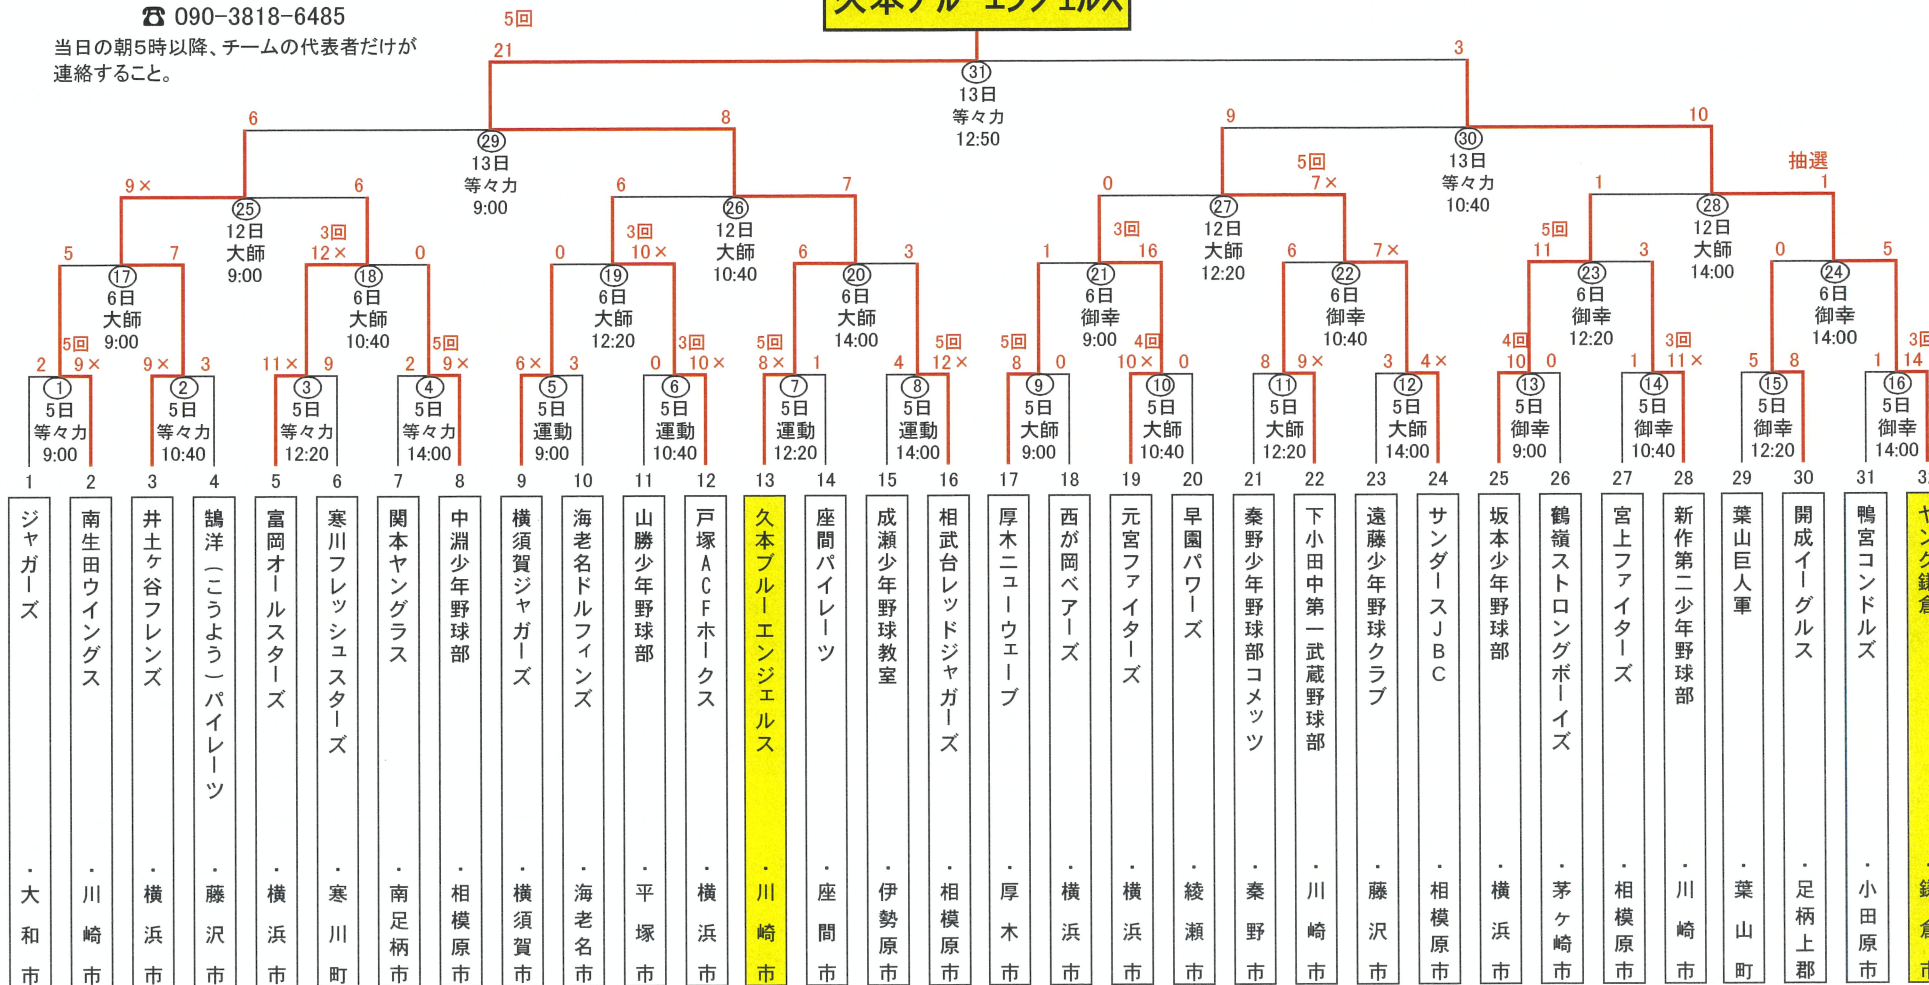 ☎ 090-3818-6485
当日の朝5時以降、チームの代表者だけが
連絡すること。
5回
21
3
㉛
13日
等々力
12:50
6
8
㉙
13日
等々力
9:00
9
10
㉚
13日
等々力
10:40
9×
6
㉕
12日
大師
9:00
6
7
㉖
12日
大師
10:40
0
5回
7×
㉗
12日
大師
12:20
1
抽選
1
㉘
12日
大師
14:00
5
7
⑰
6日
大師
9:00
3回
12×
0
⑱
6日
大師
10:40
0
3回
10×
⑲
6日
大師
12:20
6
3
⑳
6日
大師
14:00
1
3回
16
㉑
6日
御幸
9:00
6
7×
㉒
6日
御幸
10:40
5回
11
3
㉓
6日
御幸
12:20
0
5
㉔
6日
御幸
14:00
2
5回
9×
①
5日
等々力
9:00
9×
3
②
5日
等々力
10:40
11×
9
③
5日
等々力
12:20
2
5回
9×
④
5日
等々力
14:00
6×
3
⑤
5日
運動
9:00
0
3回
10×
⑥
5日
運動
10:40
5回
8×
1
⑦
5日
運動
12:20
4
5回
12×
⑧
5日
運動
14:00
5回
8
0
⑨
5日
大師
9:00
4回
10×
0
⑩
5日
大師
10:40
8
9×
⑪
5日
大師
12:20
3
4×
⑫
5日
大師
14:00
4回
10
0
⑬
5日
御幸
9:00
1
3回
11×
⑭
5日
御幸
10:40
5
8
⑮
5日
御幸
12:20
1
3回
14
⑯
5日
御幸
14:00
1
ジャガーズ ・大和市
2
南生田ウイングス ・川崎市
3
井土ヶ谷フレンズ ・横浜市
4
鵠洋(こうよう)パイレーツ ・藤沢市
5
富岡オールスターズ ・横浜市
6
寒川フレッシュスターズ ・寒川町
7
関本ヤングラス ・南足柄市
8
中淵少年野球部 ・相模原市
9
横須賀ジャガーズ ・横須賀市
10
海老名ドルフィンズ ・海老名市
11
山勝少年野球部 ・平塚市
12
戸塚ACFホークス ・横浜市
13
久本ブルーエンジェルス ・川崎市
14
座間パイレーツ ・座間市
15
成瀬少年野球教室 ・伊勢原市
16
相武台レッドジャガーズ ・相模原市
17
厚木ニューウェーブ ・厚木市
18
西が岡ベアーズ ・横浜市
19
元宮ファイターズ ・横浜市
20
早園パワーズ ・綾瀬市
21
秦野少年野球部コメッツ ・秦野市
22
下小田中第一武蔵野球部 ・川崎市
23
遠藤少年野球クラブ ・藤沢市
24
サンダースJBC ・相模原市
25
坂本少年野球部 ・横浜市
26
鶴嶺ストロングボーイズ ・茅ヶ崎市
27
宮上ファイターズ ・相模原市
28
新作第二少年野球部 ・川崎市
29
葉山巨人軍 ・葉山町
30
開成イーグルス ・足柄上郡
31
鴨宮コンドルズ ・小田原市
ヤング鎌倉 ・鎌倉市